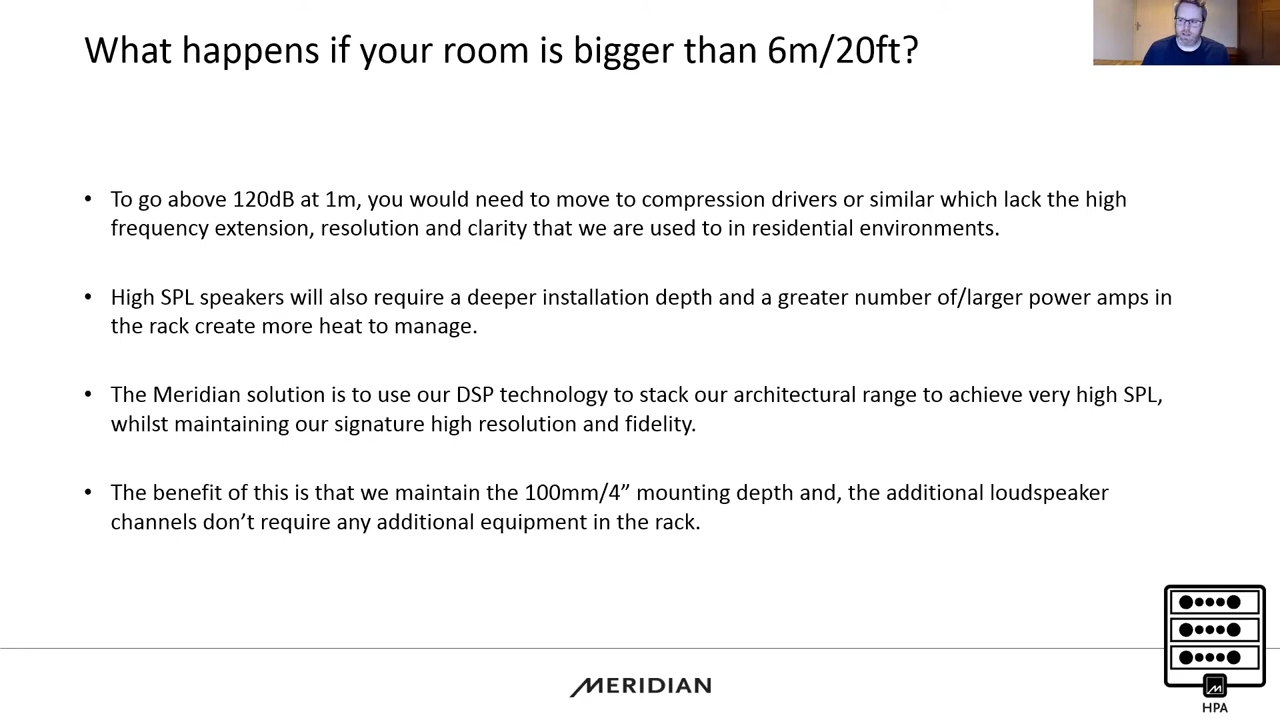 What happens if your room is bigger than 6m/20ft?
• To go above 120dB at 1m, you would need to move to compression drivers or similar which lack the high
frequency extension, resolution and clarity that we are used to in residential environments.
• High SPL speakers will also require a deeper installation depth and a greater number of/larger power amps in
the rack create more heat to manage.
• The Meridian solution is to use our DSP technology to stack our architectural range to achieve very high SPL,
whilst maintaining our signature high resolution and fidelity.
• The benefit of this is that we maintain the 100mm/4” mounting depth and, the additional loudspeaker
channels don’t require any additional equipment in the rack.
MERIDIAN
HPA